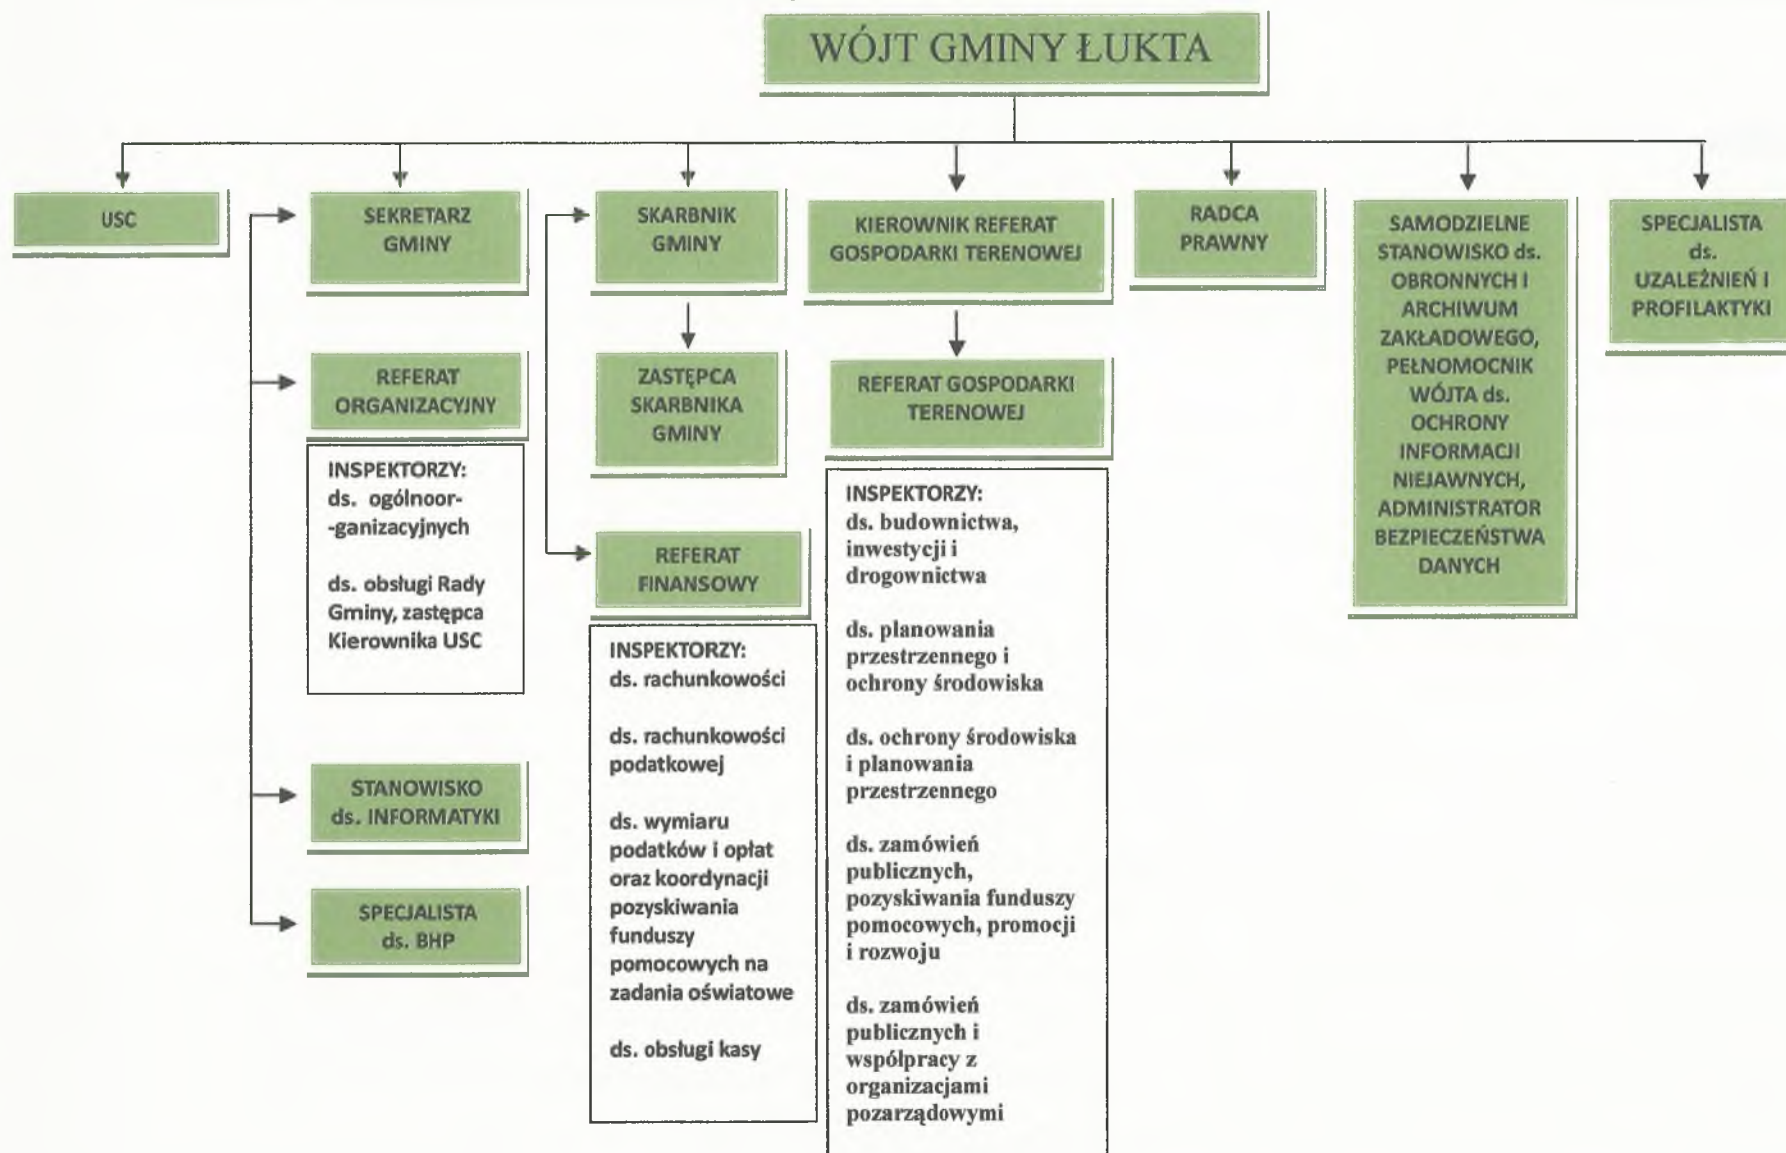 WÓJT GMINY ŁUKTA
USC
SEKRETARZ
GMINY
REFERAT
ORGANIZACYJNY
INSPEKTORZY:
ds. ogólnoor-
-ganizacyjnych
ds. obsługi Rady
Gminy, zastępca
Kierownika USC
STANOWISKO
ds. INFORMATYKI
SPECJALISTA
ds. BHP
SKARBNIK
GMINY
ZASTĘPCA
SKARBNIKA
GMINY
REFERAT
FINANSOWY
INSPEKTORZY:
ds. rachunkowości
ds. rachunkowości
podatkowej
ds. wymiaru
podatków i opłat
oraz koordynacji
pozyskiwania
funduszy
pomocowych na
zadania oświatowe
ds. obsługi kasy
KIEROWNIK REFERAT
GOSPODARKI TERENOWEJ
REFERAT GOSPODARKI
TERENOWEJ
INSPEKTORZY:
ds. budownictwa,
inwestycji i
drogownictwa
ds. planowania
przestrzennego i
ochrony środowiska
ds. ochrony środowiska
i planowania
przestrzennego
ds. zamówień
publicznych,
pozyskiwania funduszy
pomocowych, promocji
i rozwoju
ds. zamówień
publicznych i
współpracy z
organizacjami
pozarządowymi
RADCA
PRAWNY
SAMODZIELNE
STANOWISKO ds.
OBRONNYCH I
ARCHIWUM
ZAKŁADOWEGO,
PEŁNOMOCNIK
WÓJTA ds.
OCHRONY
INFORMACJI
NIEJAWNYCH,
ADMINISTRATOR
BEZPIECZEŃSTWA
DANYCH
SPECJALISTA
ds.
UZALEŻNIEŃ I
PROFILAKTYKI